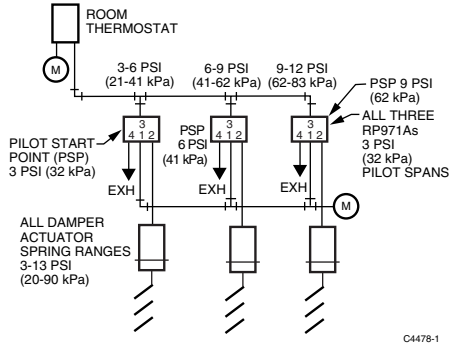 ROOM
THERMOSTAT
M
3-6 PSI
(21-41 kPa)
6-9 PSI
(41-62 kPa)
9-12 PSI
(62-83 kPa)
PSP 9 PSI
(62 kPa)
3
4 1 2
3
4 1 2
3
4 1 2
PILOT START
POINT (PSP)
3 PSI (32 kPa)
PSP
6 PSI
(41 kPa)
ALL THREE
RP971As
3 PSI
(32 kPa)
PILOT SPANS
EXH
EXH
EXH
M
ALL DAMPER
ACTUATOR
SPRING RANGES
3-13 PSI
(20-90 kPa)
C4478-1